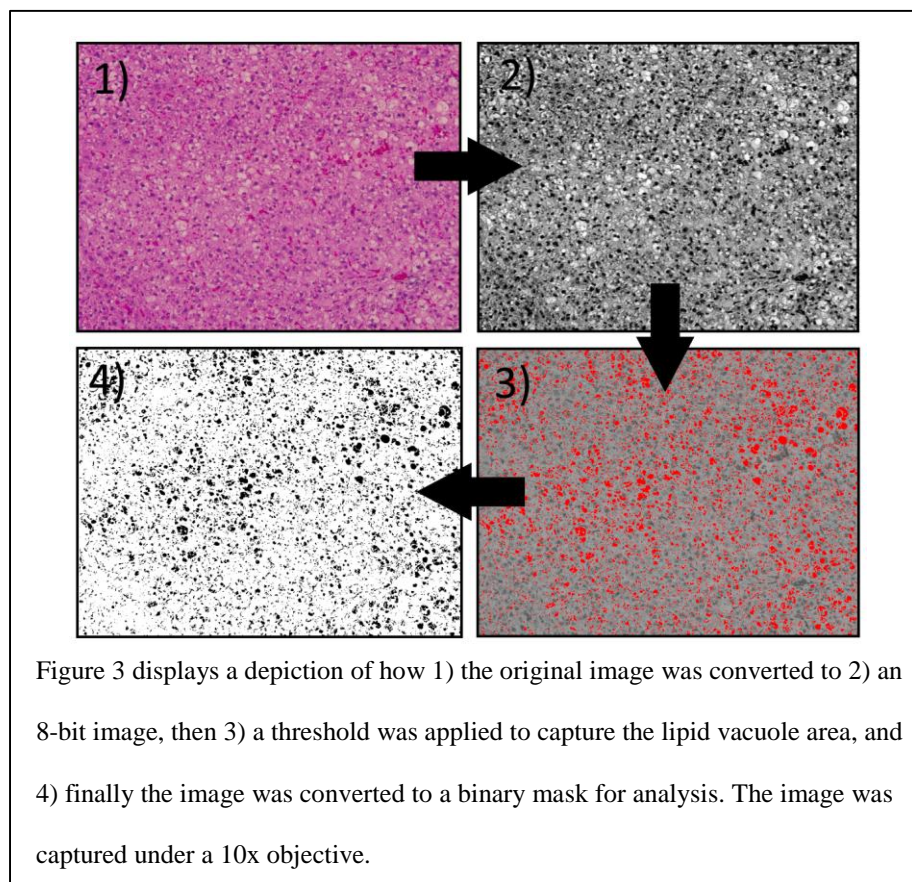 1)
2)
4)
3)
Figure 3 displays a depiction of how 1) the original image was converted to 2) an
8-bit image, then 3) a threshold was applied to capture the lipid vacuole area, and
4) finally the image was converted to a binary mask for analysis. The image was
captured under a 10x objective.